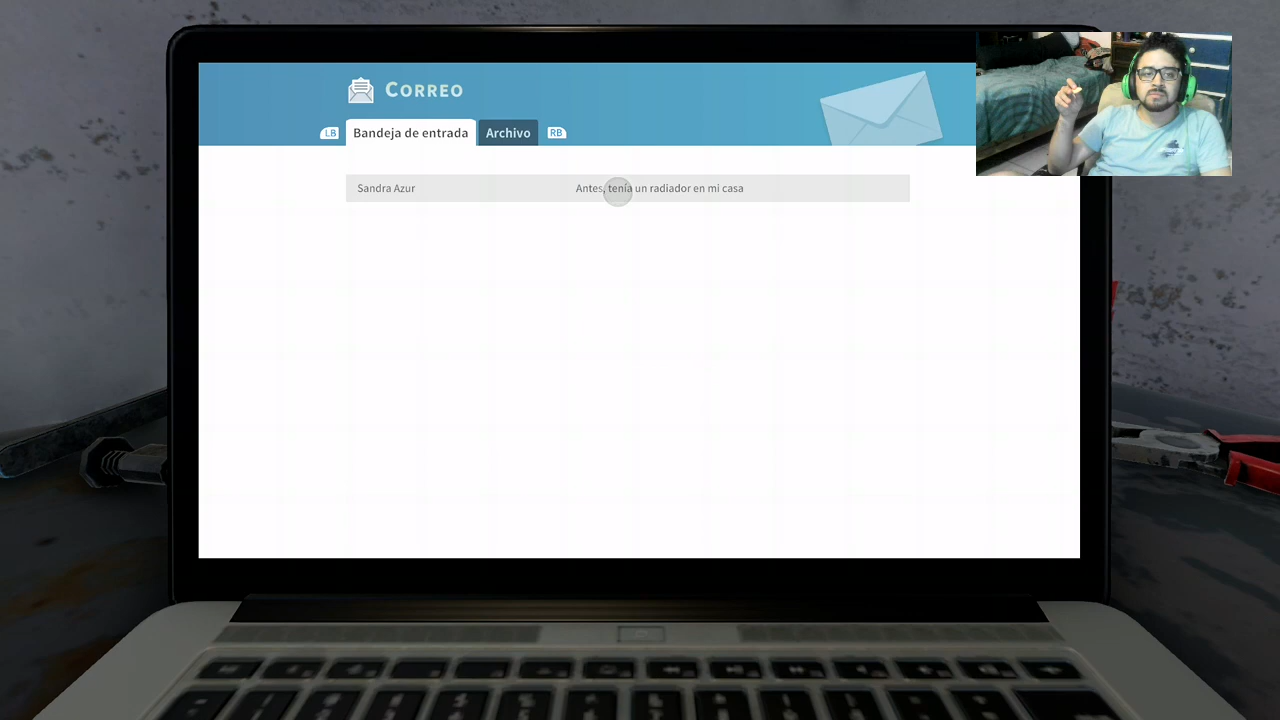 Correo
LB Bandeja de entrada Archivo RB
Sandra Azur Antes, tenía un radiador en mi casa